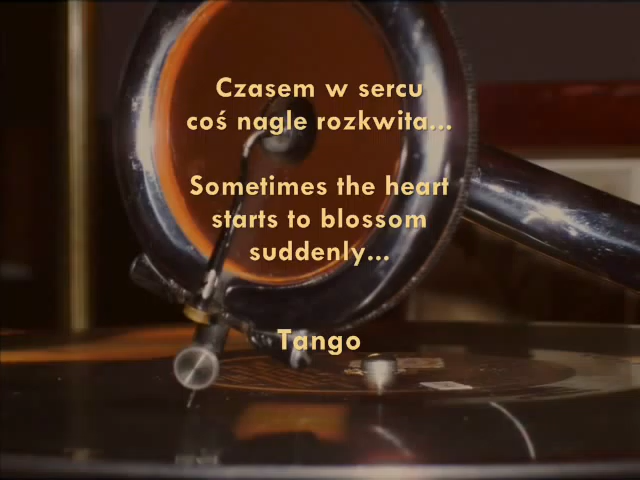 Czasem w sercu
coś nagle rozkwita...
Sometimes the heart
starts to blossom
suddenly...
Tango